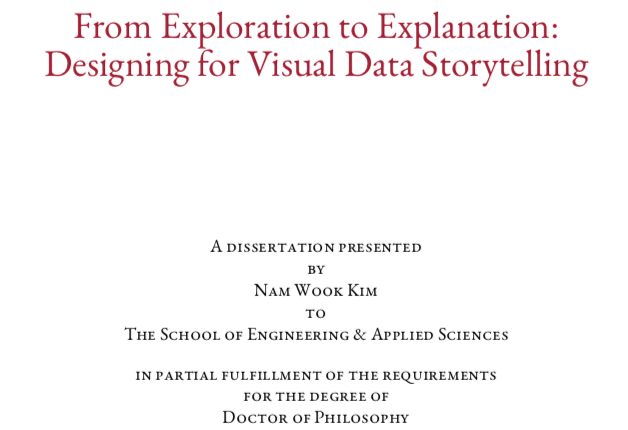 From Exploration to Explanation:
Designing for Visual Data Storytelling
A dissertation presented
by
Nam Wook Kim
to
The School of Engineering & Applied Sciences
in partial fulfillment of the requirements
for the degree of
Doctor of Philosophy